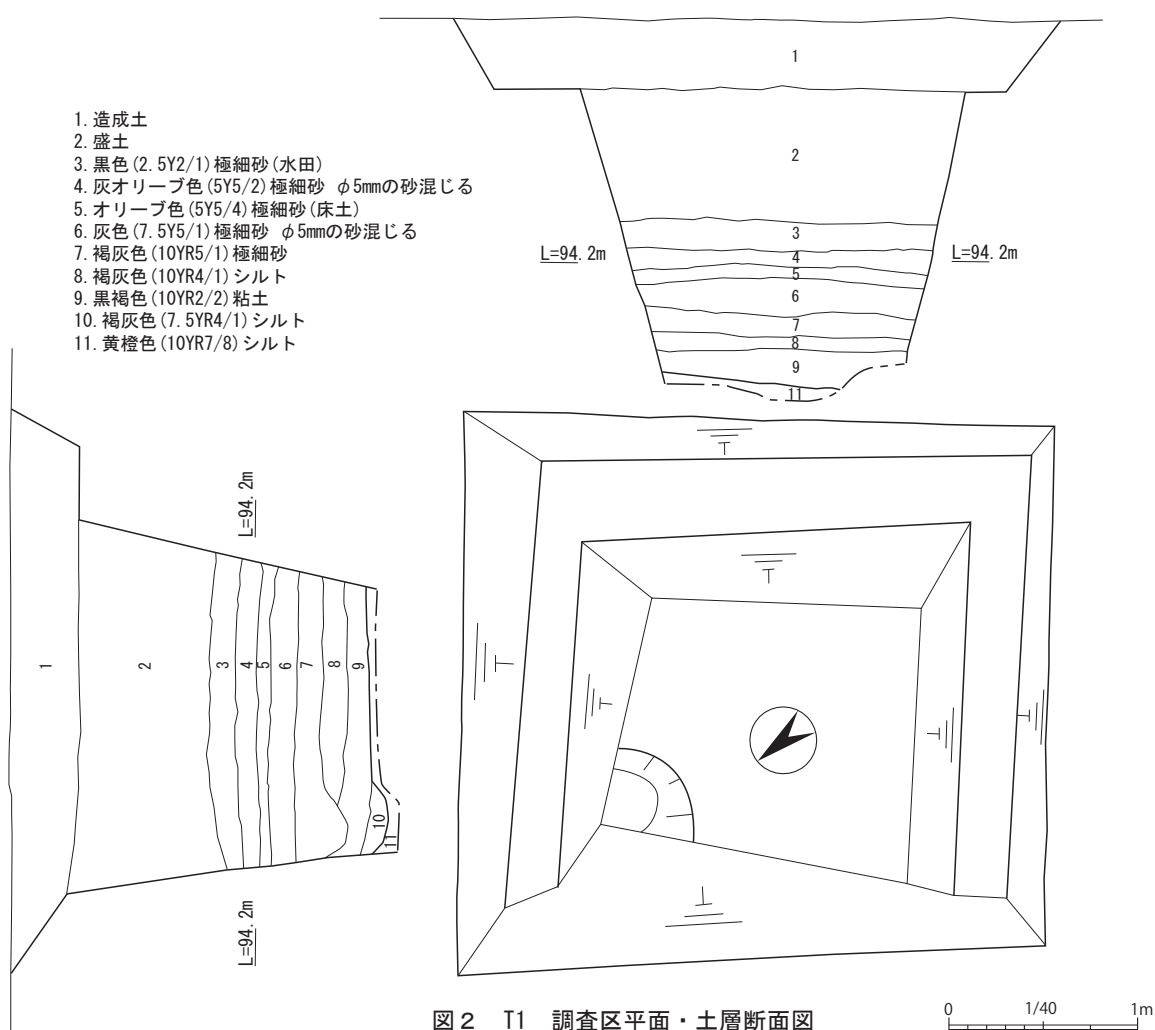 1
1. 造成土
2. 盛土
3. 黒色(2.5Y2/1)極細砂(水田)
4. 灰オリーブ色(5Y5/2)極細砂 φ5mmの砂混じる
5. オリーブ色(5Y5/4)極細砂(床土)
6. 灰色(7.5Y5/1)極細砂 φ5mmの砂混じる
7. 褐灰色(10YR5/1)極細砂
8. 褐灰色(10YR4/1)シルト
9. 黒褐色(10YR2/2)粘土
10. 褐灰色(7.5YR4/1)シルト
11. 黄橙色(10YR7/8)シルト
2
3
L=94.2m
L=94.2m
4
5
6
7
8
9
11
L=94.2m
1
2
3
4
5
6
7
8
9
10
11
L=94.2m
図2 T1 調査区平面・土層断面図
0 1/40 1m